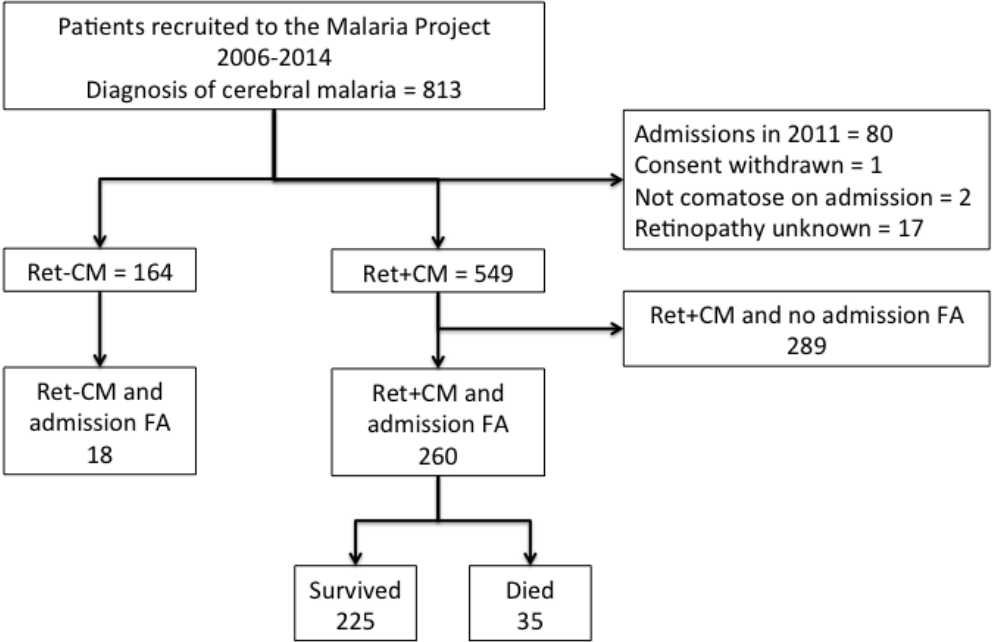 Patients recruited to the Malaria Project
2006-2014
Diagnosis of cerebral malaria = 813
Admissions in 2011 = 80
Consent withdrawn = 1
Not comatose on admission = 2
Retinopathy unknown = 17
Ret-CM = 164
Ret+CM = 549
Ret+CM and no admission FA
289
Ret-CM and
admission FA
18
Ret+CM and
admission FA
260
Survived
225
Died
35